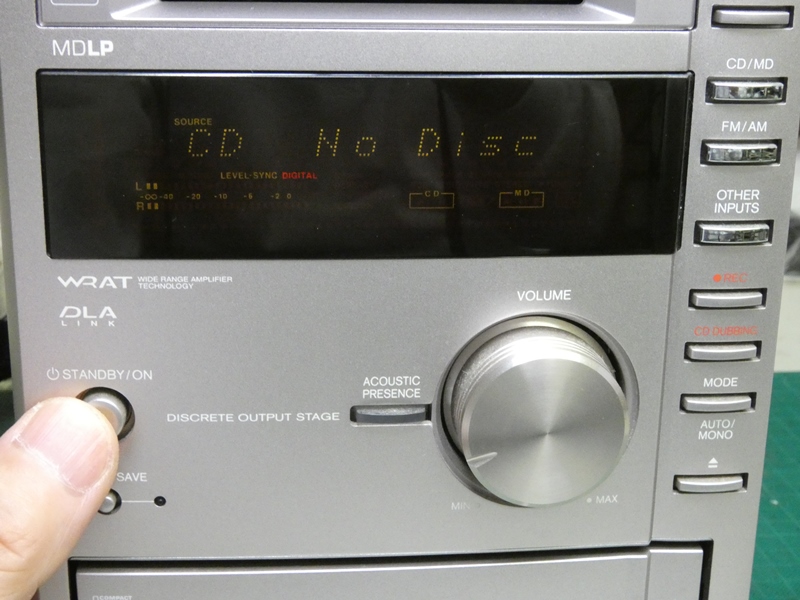 MDLP
CD/MD
SOURCE
CD No Disc
FM/AM
LEVEL-SYNC DIGITAL
L
-∞ -40 -20 -10 -6 -2 0
R
CD MD
OTHER
INPUTS
WRAT WIDE RANGE AMPLIFIER
TECHNOLOGY
DLA
LINK
REC
VOLUME
CD DUBBING
STANDBY/ON
ACOUSTIC
PRESENCE
MODE
DISCRETE OUTPUT STAGE
AUTO/
MONO
SAVE
MIN MAX